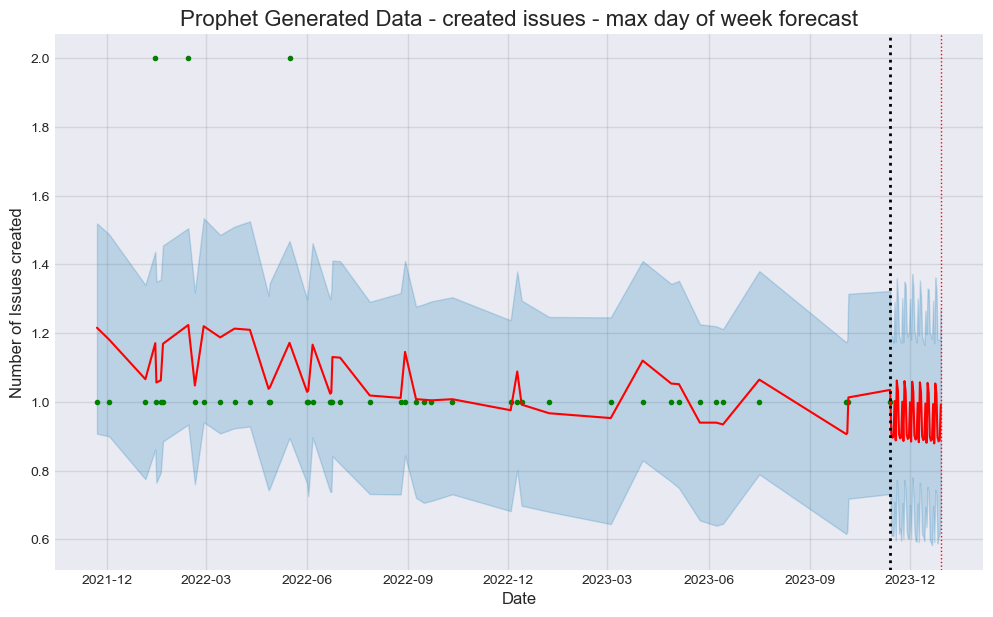 Prophet Generated Data - created issues - max day of week forecast
Number of Issues created
2.0
1.8
1.6
1.4
1.2
1.0
0.8
0.6
2021-12 2022-03 2022-06 2022-09 2022-12 2023-03 2023-06 2023-09 2023-12
Date